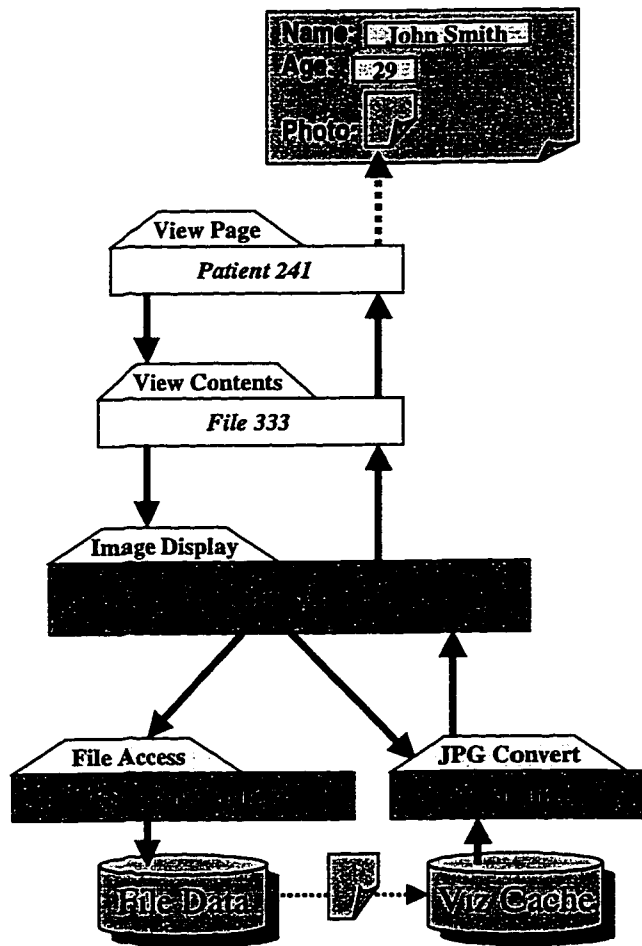 Name: John Smith
Age: 29
Photo:
View Page
Patient 241
View Contents
File 333
Image Display
File Access
JPG Convert
File Data
Viz Cache